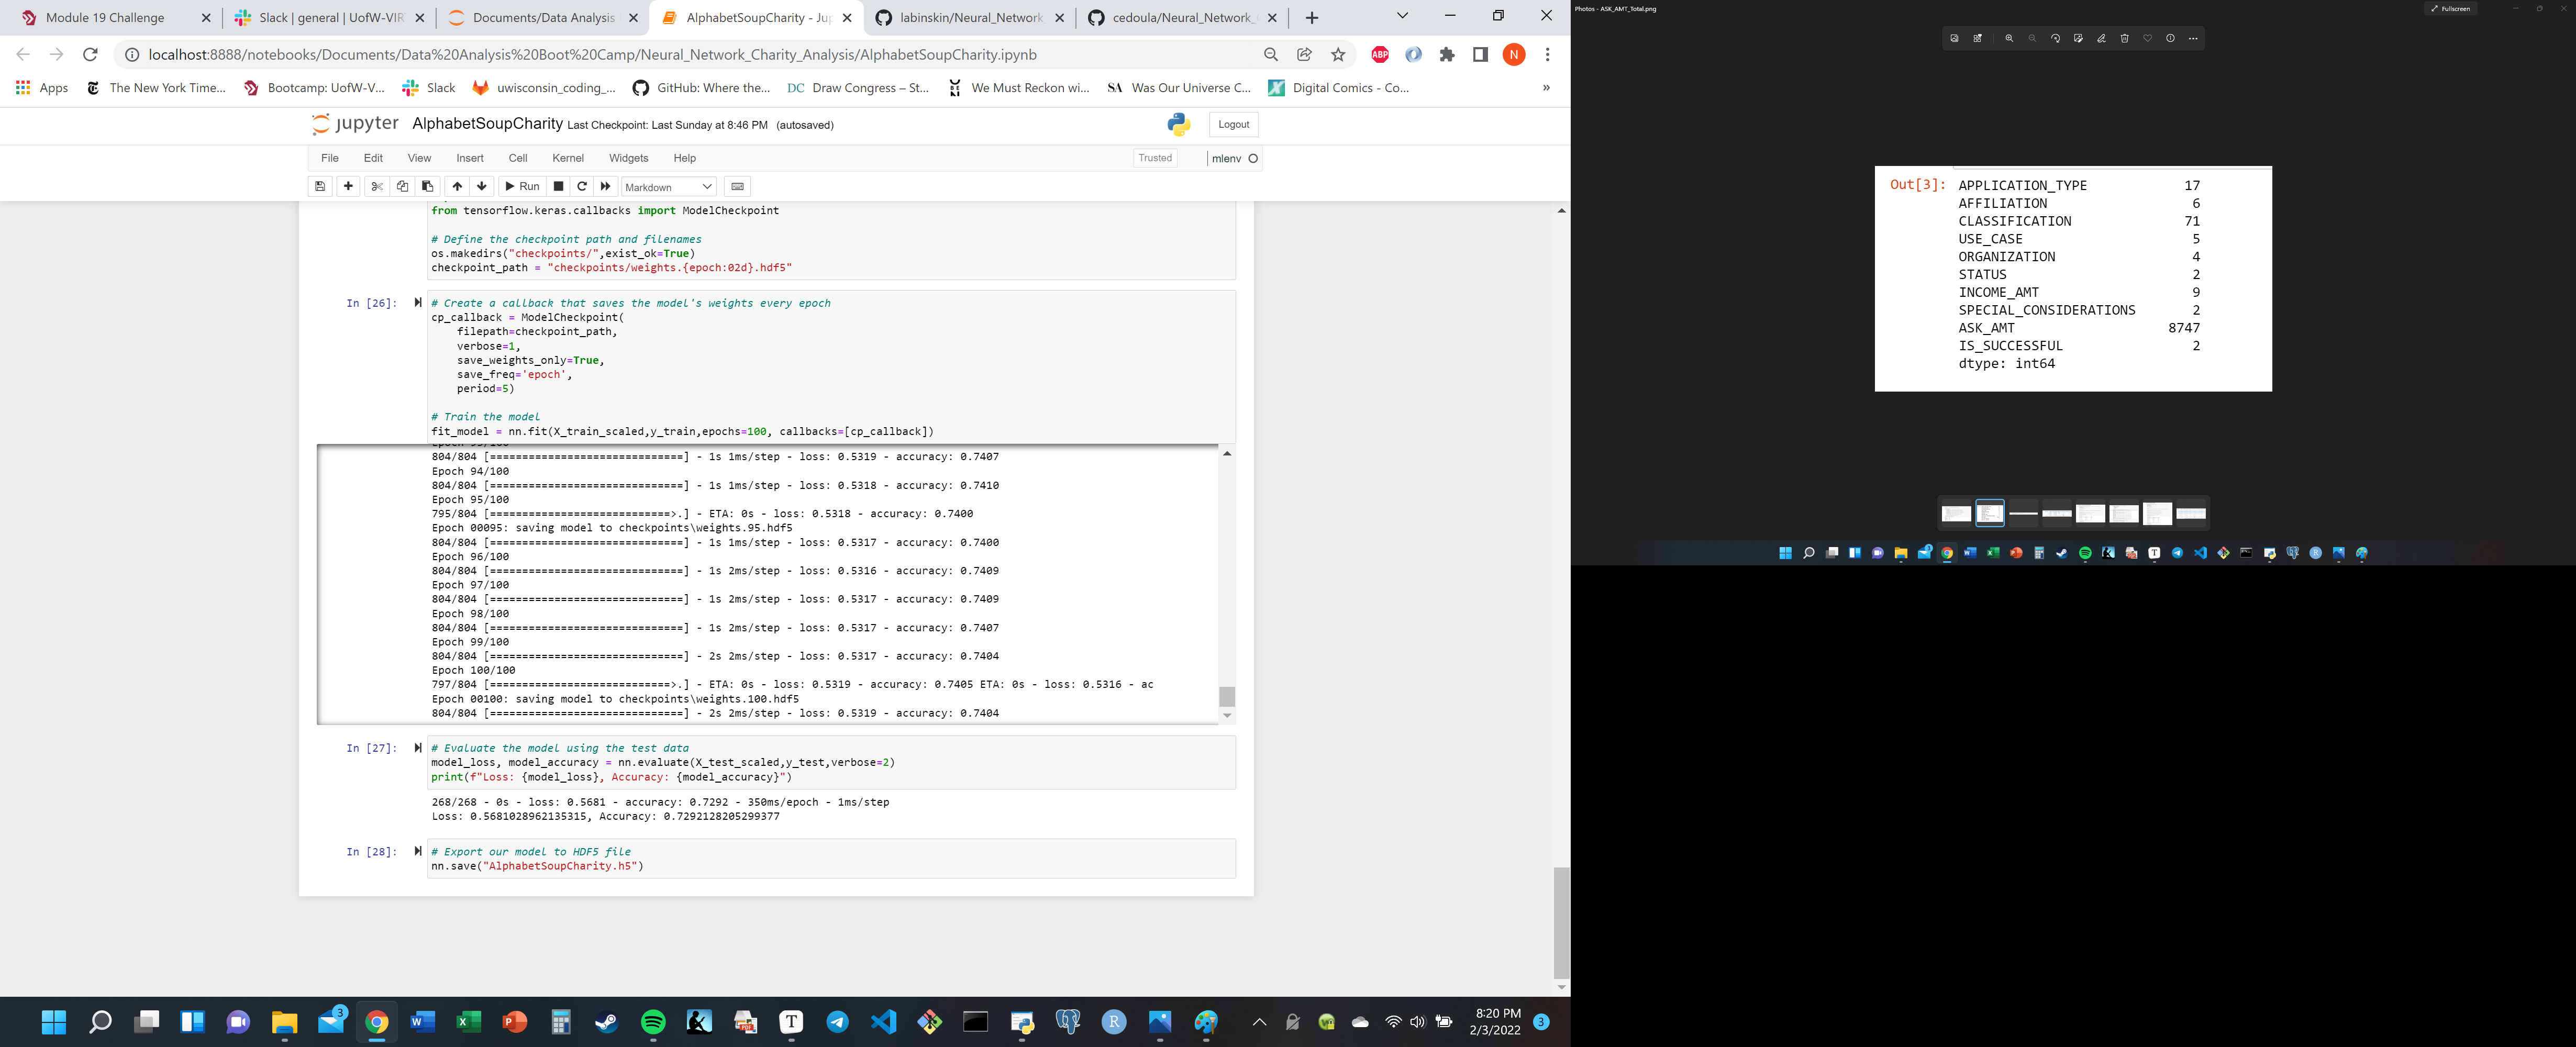 Module 19 Challenge
Slack | general | UofW-VIR
Documents/Data Analysis
AlphabetSoupCharity - Jup
labinskin/Neural_Network
cedoula/Neural_Network_
localhost:8888/notebooks/Documents/Data%20Analysis%20Boot%20Camp/Neural_Network_Charity_Analysis/AlphabetSoupCharity.ipynb
ABP
N
Apps
The New York Time...
Bootcamp: UofW-V...
Slack
uwisconsin_coding_...
GitHub: Where the...
DC Draw Congress – St...
We Must Reckon wi...
SA Was Our Universe C...
Digital Comics - Co...
»
jupyter AlphabetSoupCharity Last Checkpoint: Last Sunday at 8:46 PM (autosaved)
Logout
File Edit View Insert Cell Kernel Widgets Help
Trusted
mlenv
Run
Markdown
from tensorflow.keras.callbacks import ModelCheckpoint
# Define the checkpoint path and filenames
os.makedirs("checkpoints/",exist_ok=True)
checkpoint_path = "checkpoints/weights.{epoch:02d}.hdf5"
In [26]:
# Create a callback that saves the model's weights every epoch
cp_callback = ModelCheckpoint(
filepath=checkpoint_path,
verbose=1,
save_weights_only=True,
save_freq='epoch',
period=5)
# Train the model
fit_model = nn.fit(X_train_scaled,y_train,epochs=100, callbacks=[cp_callback])
804/804 [==============================] - 1s 1ms/step - loss: 0.5319 - accuracy: 0.7407
Epoch 94/100
804/804 [==============================] - 1s 1ms/step - loss: 0.5318 - accuracy: 0.7410
Epoch 95/100
795/804 [============================>.] - ETA: 0s - loss: 0.5318 - accuracy: 0.7400
Epoch 00095: saving model to checkpoints\weights.95.hdf5
804/804 [==============================] - 1s 1ms/step - loss: 0.5317 - accuracy: 0.7400
Epoch 96/100
804/804 [==============================] - 1s 2ms/step - loss: 0.5316 - accuracy: 0.7409
Epoch 97/100
804/804 [==============================] - 1s 2ms/step - loss: 0.5317 - accuracy: 0.7409
Epoch 98/100
804/804 [==============================] - 1s 2ms/step - loss: 0.5317 - accuracy: 0.7407
Epoch 99/100
804/804 [==============================] - 2s 2ms/step - loss: 0.5317 - accuracy: 0.7404
Epoch 100/100
797/804 [============================>.] - ETA: 0s - loss: 0.5319 - accuracy: 0.7405 ETA: 0s - loss: 0.5316 - ac
Epoch 00100: saving model to checkpoints\weights.100.hdf5
804/804 [==============================] - 2s 2ms/step - loss: 0.5319 - accuracy: 0.7404
In [27]:
# Evaluate the model using the test data
model_loss, model_accuracy = nn.evaluate(X_test_scaled,y_test,verbose=2)
print(f"Loss: {model_loss}, Accuracy: {model_accuracy}")
268/268 - 0s - loss: 0.5681 - accuracy: 0.7292 - 350ms/epoch - 1ms/step
Loss: 0.5681028962135315, Accuracy: 0.7292128205299377
In [28]:
# Export our model to HDF5 file
nn.save("AlphabetSoupCharity.h5")
3
8:20 PM
2/3/2022
3
Photos - ASK_AMT_Total.png
Fullscreen
Out[3]:
APPLICATION_TYPE 17
AFFILIATION 6
CLASSIFICATION 71
USE_CASE 5
ORGANIZATION 4
STATUS 2
INCOME_AMT 9
SPECIAL_CONSIDERATIONS 2
ASK_AMT 8747
IS_SUCCESSFUL 2
dtype: int64